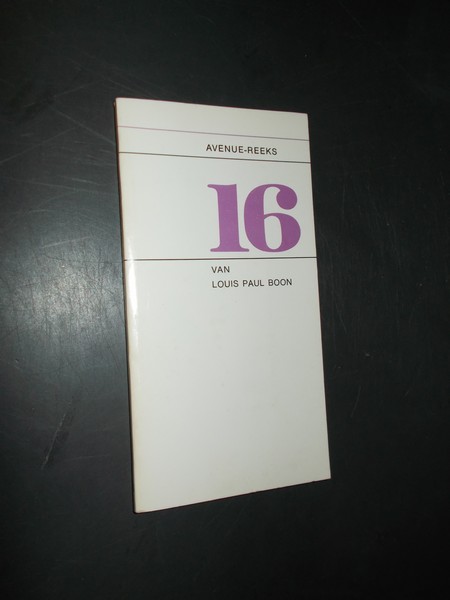 AVENUE-REEKS
16
VAN
LOUIS PAUL BOON